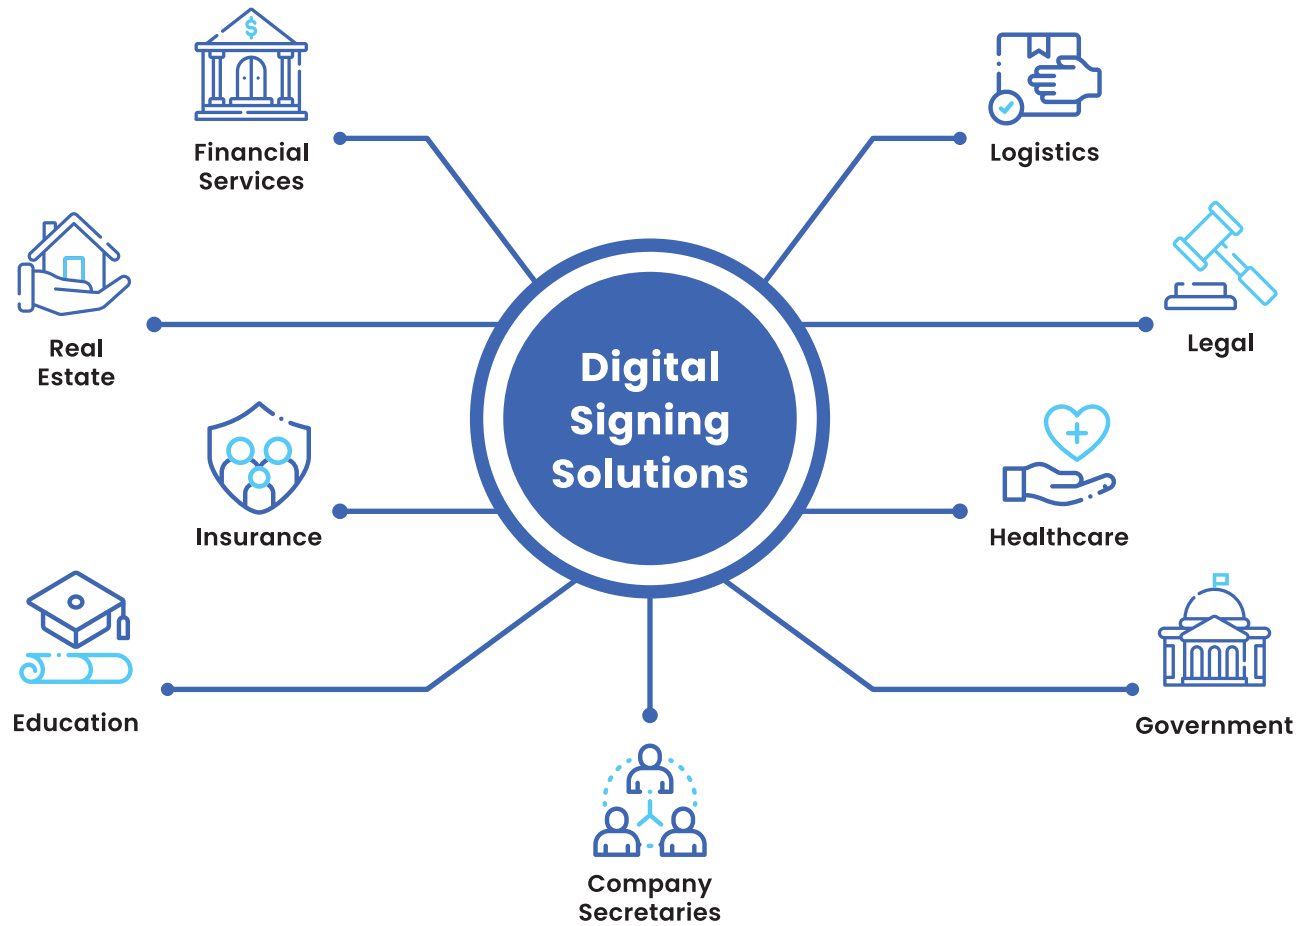 $
Financial
Services
Logistics
Real
Estate
Legal
Digital
Signing
Solutions
Insurance
Healthcare
Education
Government
Company
Secretaries